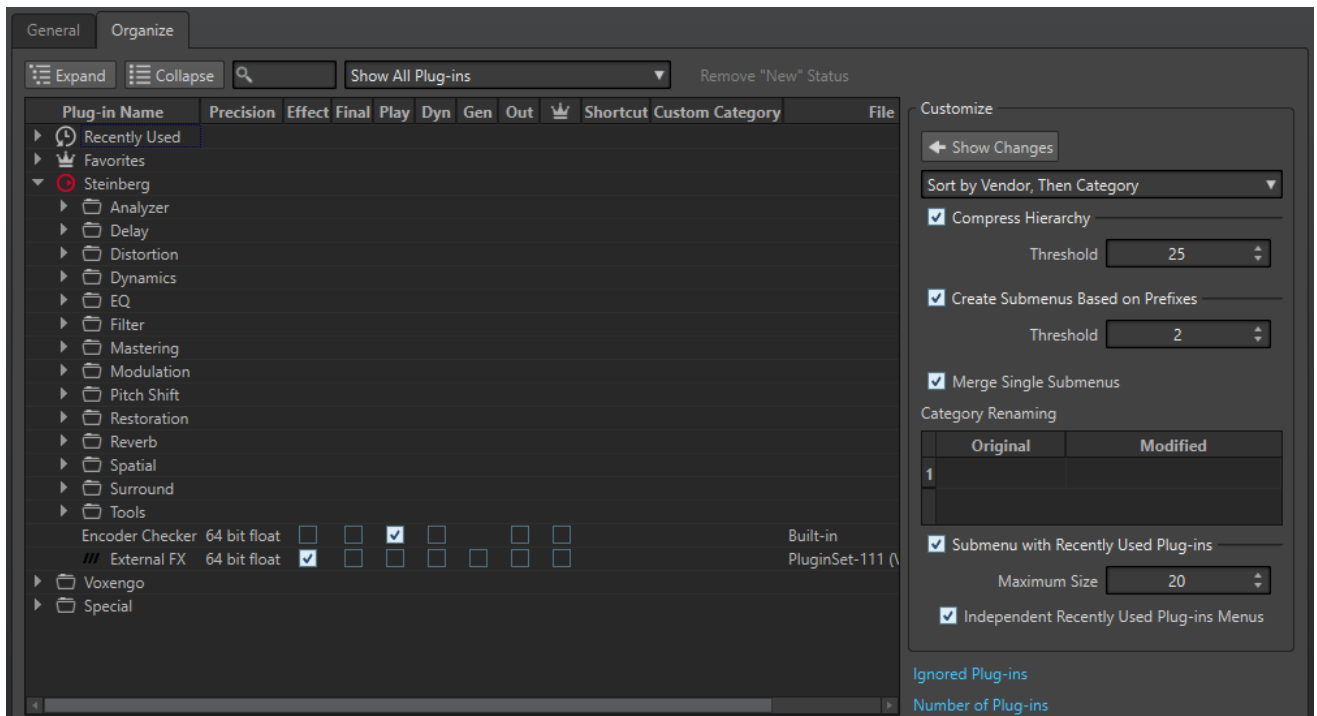 General Organize
Expand Collapse Show All Plug-ins Remove "New" Status
Plug-in Name Precision Effect Final Play Dyn Gen Out Shortcut Custom Category File
Recently Used
Favorites
Steinberg
Analyzer
Delay
Distortion
Dynamics
EQ
Filter
Mastering
Modulation
Pitch Shift
Restoration
Reverb
Spatial
Surround
Tools
Encoder Checker 64 bit float Built-in
External FX 64 bit float PluginSet-111 (
Voxengo
Special
Customize
Show Changes
Sort by Vendor, Then Category
Compress Hierarchy
Threshold 25
Create Submenus Based on Prefixes
Threshold 2
Merge Single Submenus
Category Renaming
Original Modified
1
Submenu with Recently Used Plug-ins
Maximum Size 20
Independent Recently Used Plug-ins Menus
Ignored Plug-ins
Number of Plug-ins